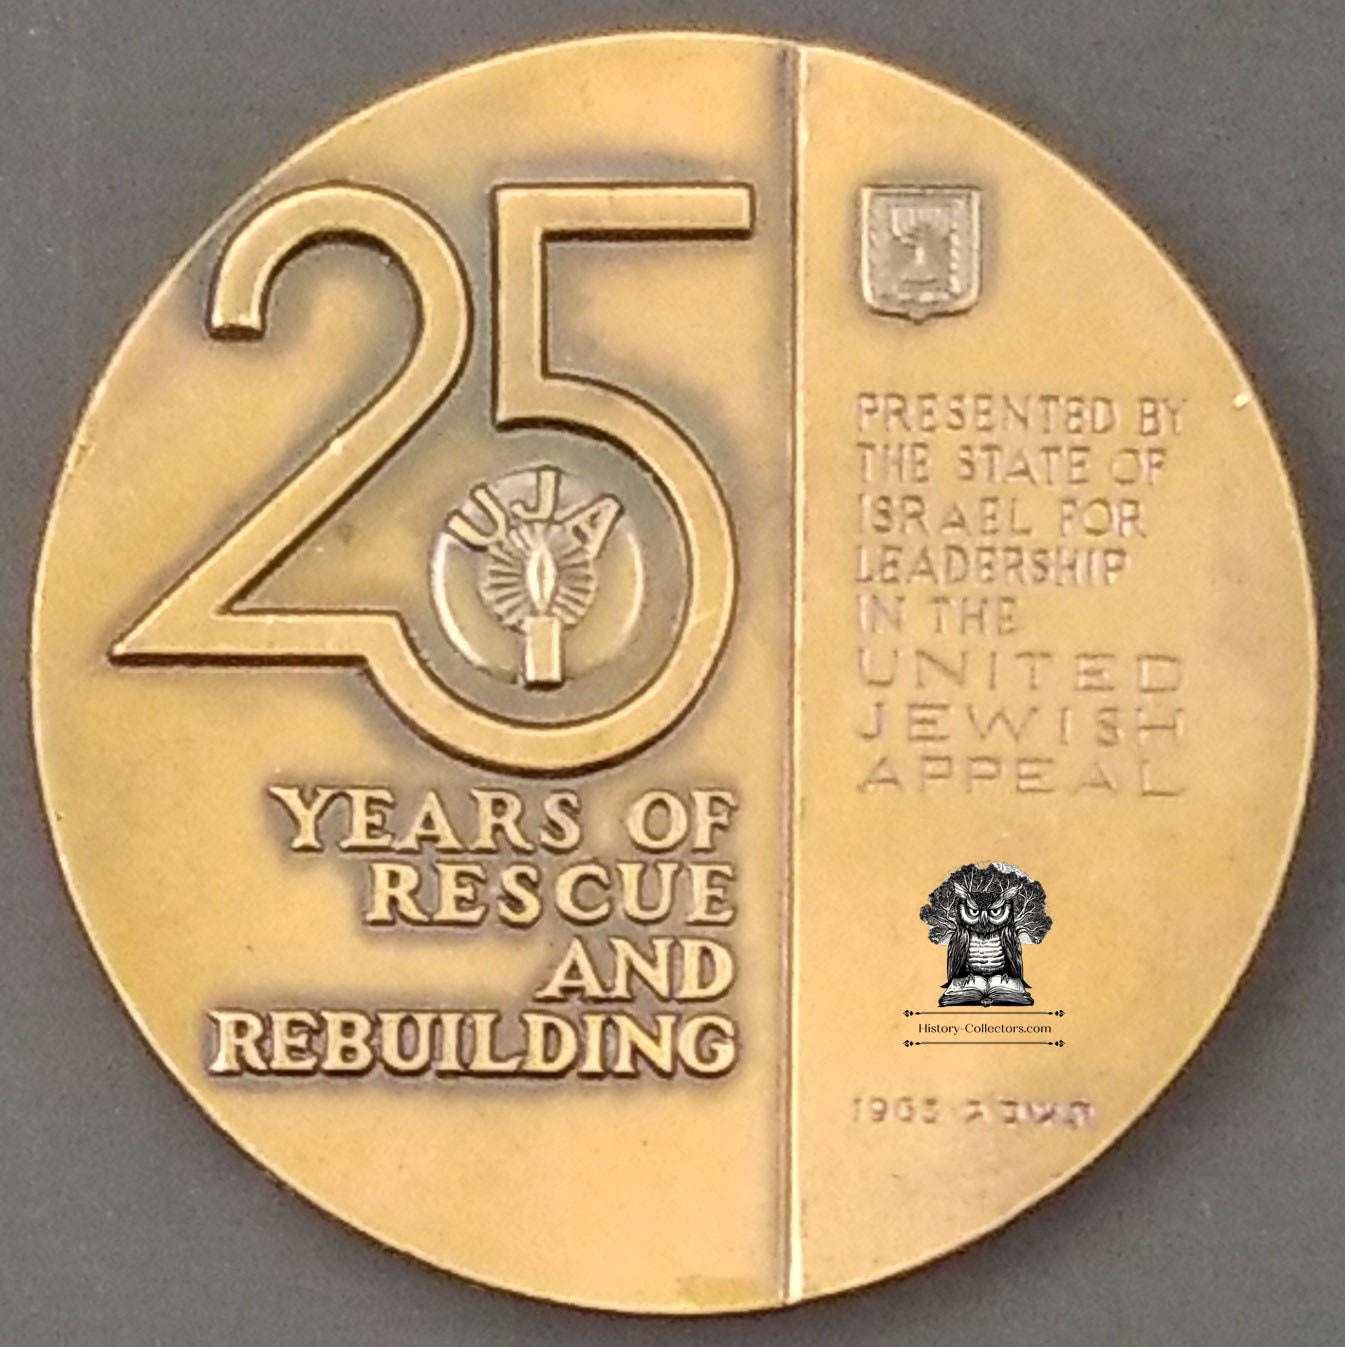 25
UJA
YEARS OF
RESCUE
AND
REBUILDING
PRESENTED BY
THE STATE OF
ISRAEL FOR
LEADERSHIP
IN THE
UNITED
JEWISH
APPEAL
History-Collectors.com
1963